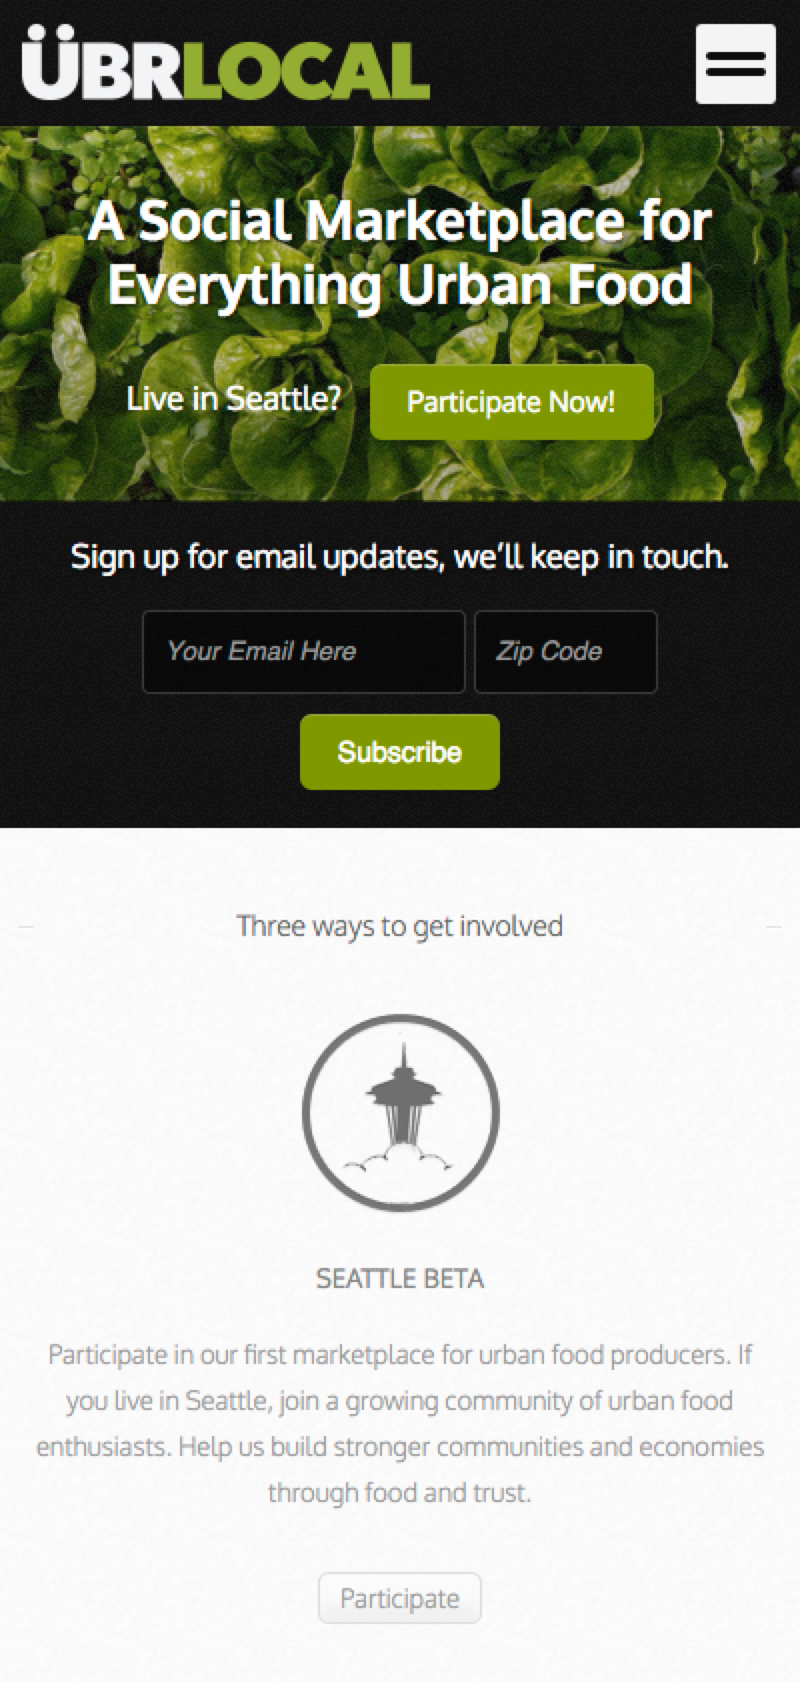 ÜBRLOCAL
A Social Marketplace for
Everything Urban Food
Live in Seattle? Participate Now!
Sign up for email updates, we’ll keep in touch.
Your Email Here Zip Code
Subscribe
Three ways to get involved
SEATTLE BETA
Participate in our first marketplace for urban food producers. If
you live in Seattle, join a growing community of urban food
enthusiasts. Help us build stronger communities and economies
through food and trust.
Participate